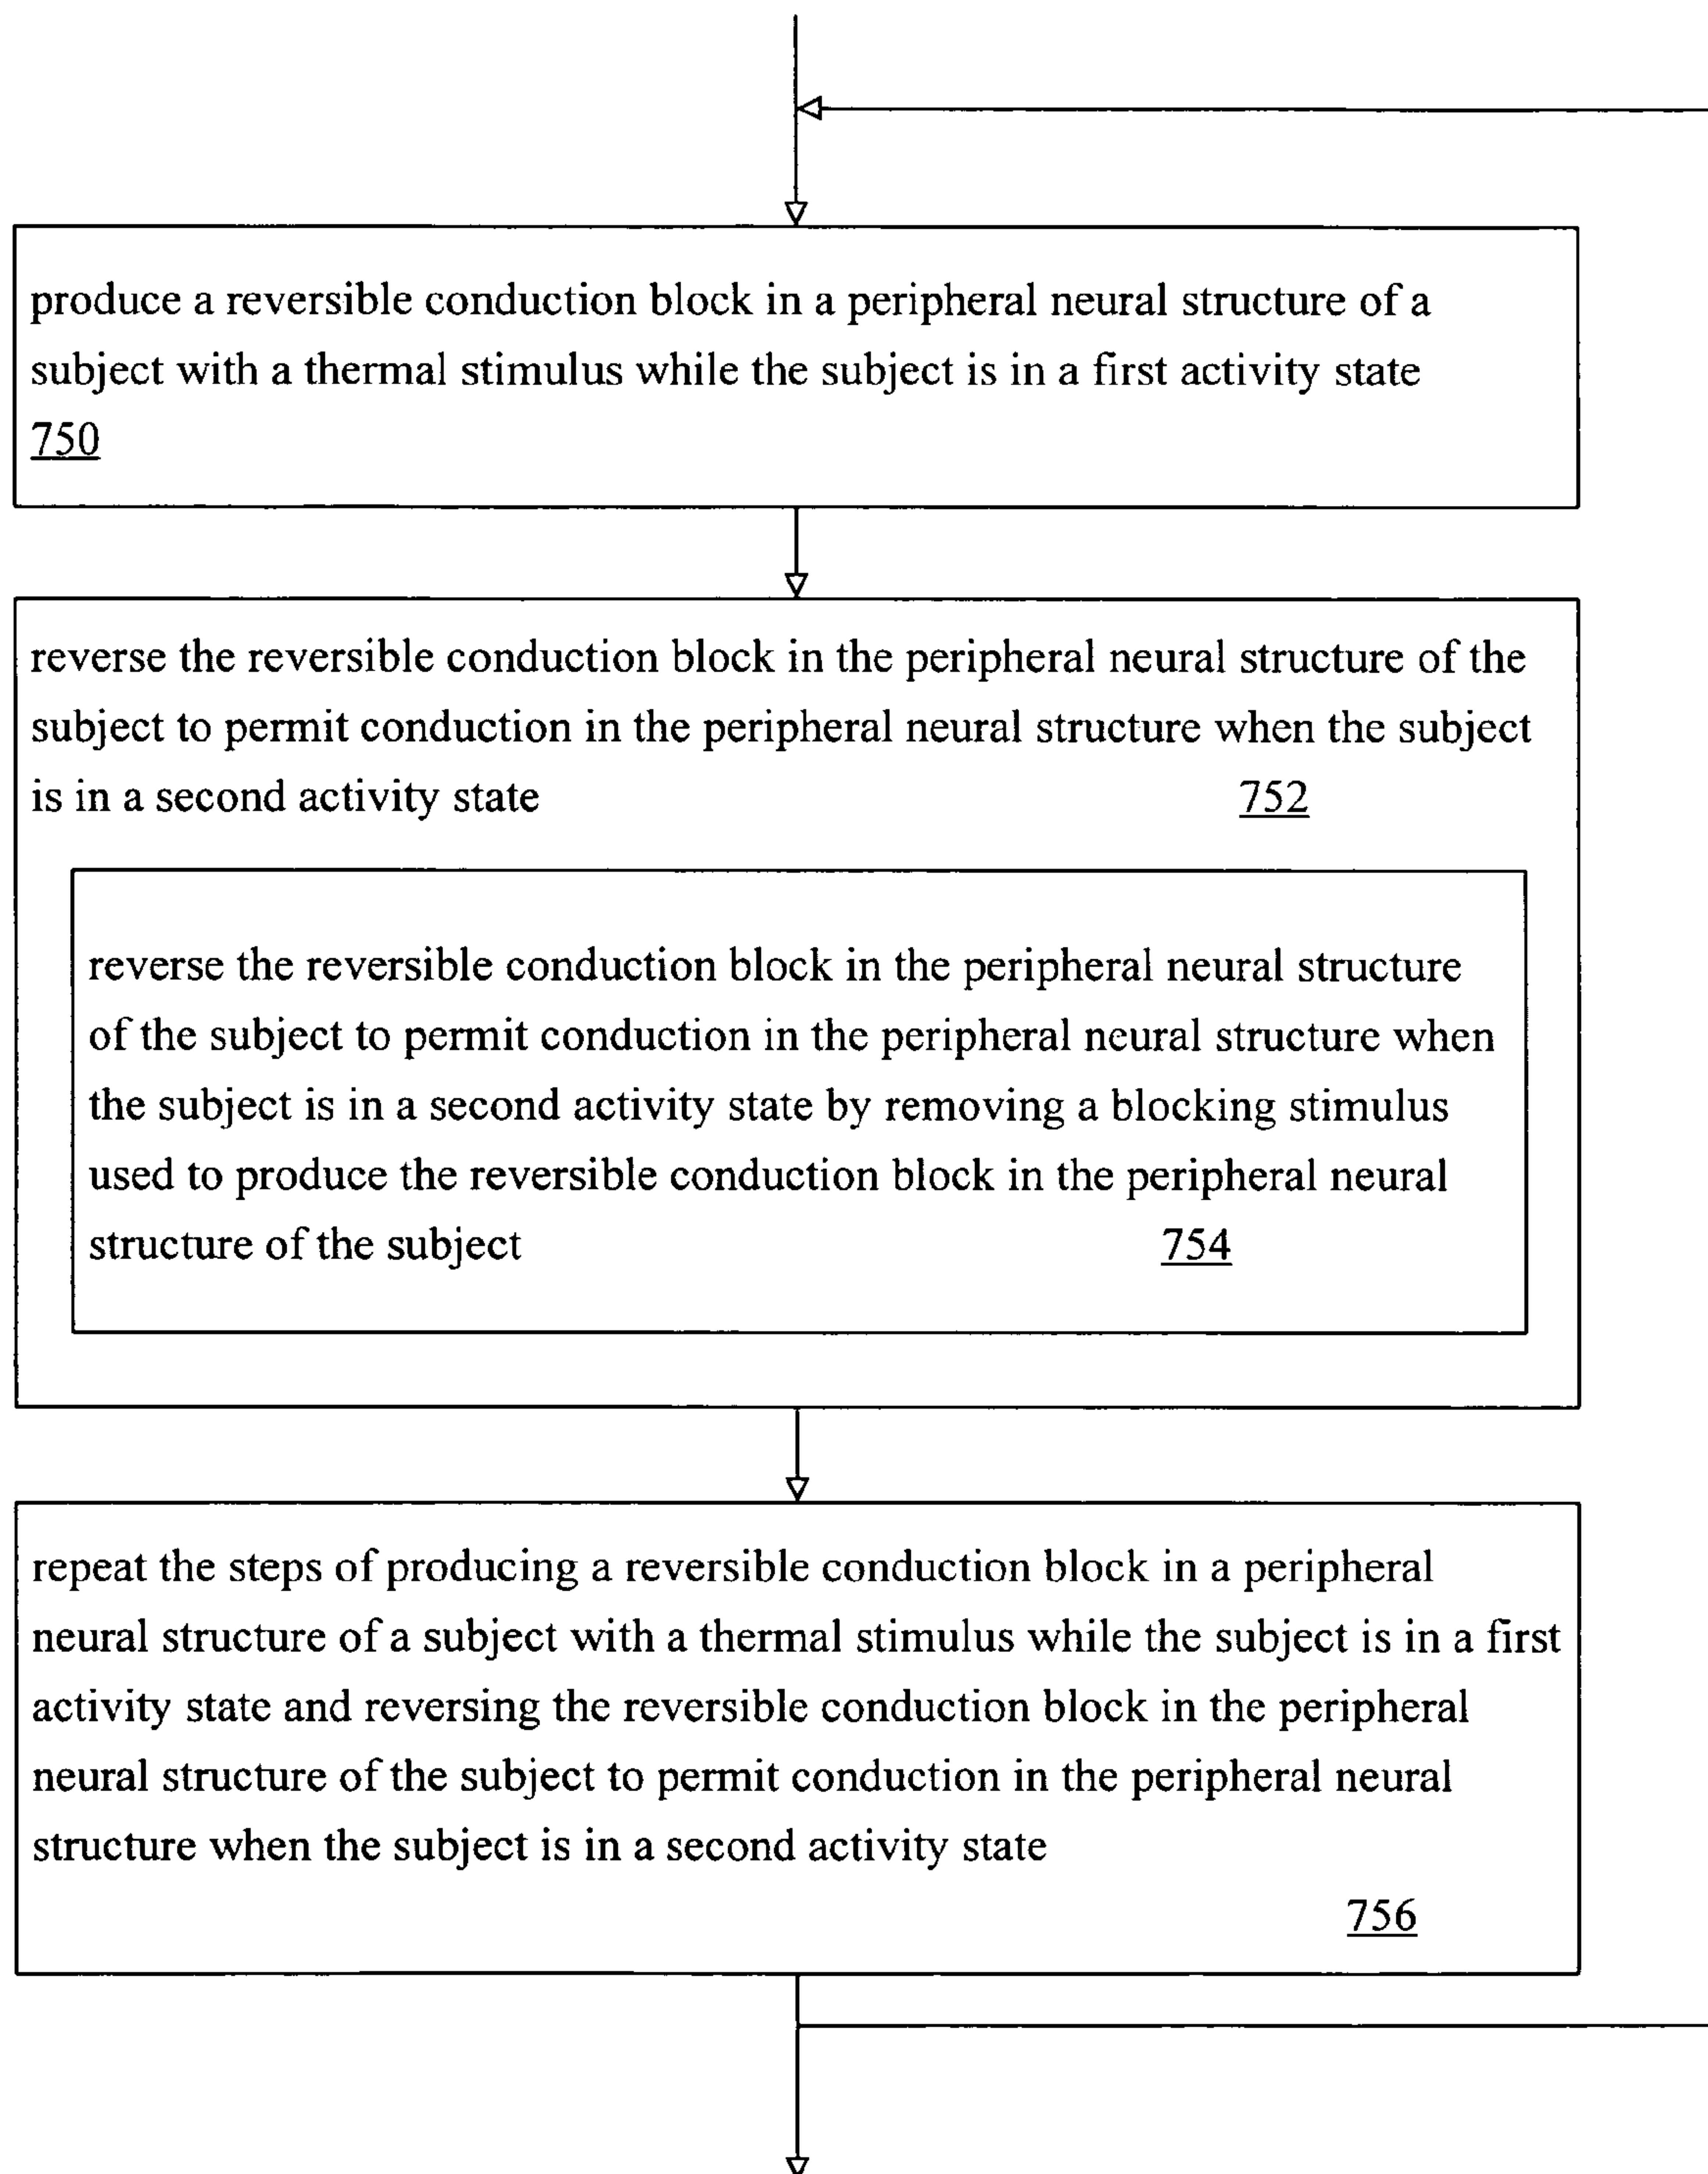 produce a reversible conduction block in a peripheral neural structure of a
subject with a thermal stimulus while the subject is in a first activity state
750
reverse the reversible conduction block in the peripheral neural structure of the
subject to permit conduction in the peripheral neural structure when the subject
is in a second activity state 752
reverse the reversible conduction block in the peripheral neural structure
of the subject to permit conduction in the peripheral neural structure when
the subject is in a second activity state by removing a blocking stimulus
used to produce the reversible conduction block in the peripheral neural
structure of the subject 754
repeat the steps of producing a reversible conduction block in a peripheral
neural structure of a subject with a thermal stimulus while the subject is in a first
activity state and reversing the reversible conduction block in the peripheral
neural structure of the subject to permit conduction in the peripheral neural
structure when the subject is in a second activity state
756